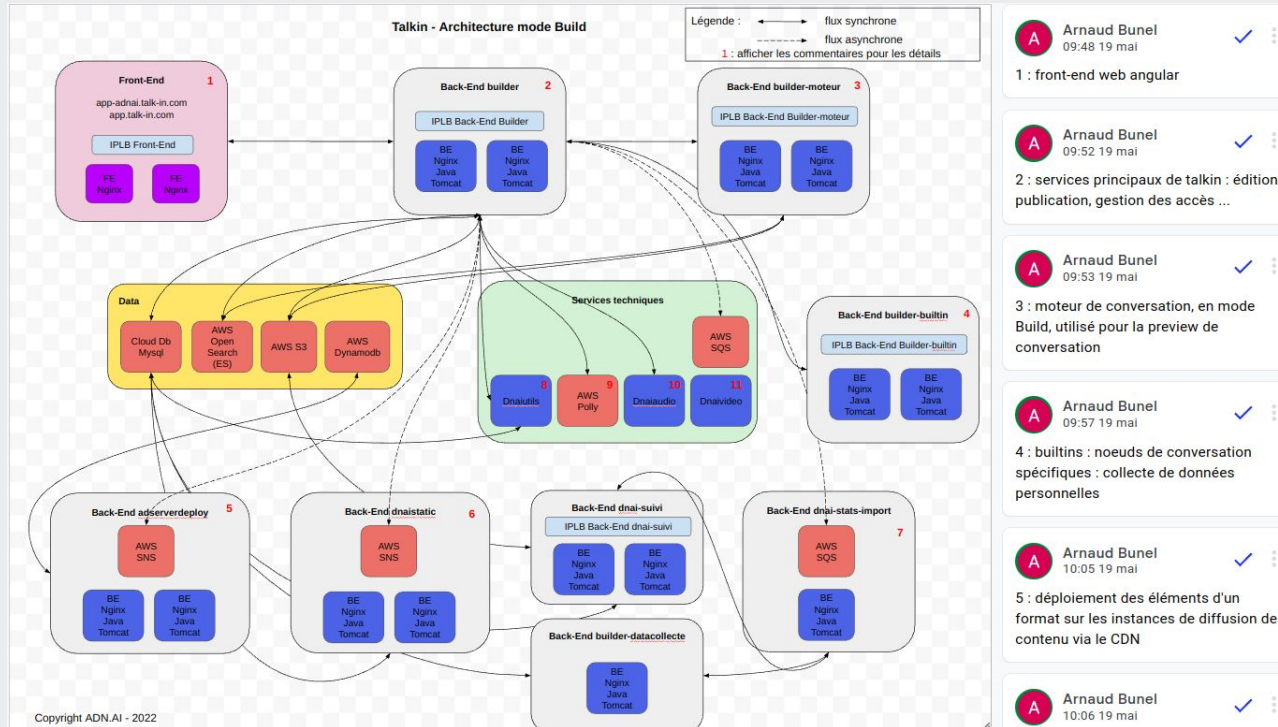 Talkin - Architecture mode Build
Légende :
flux synchrone
flux asynchrone
1 : afficher les commentaires pour les détails
Front-End
1
app-adnai.talk-in.com
app.talk-in.com
IPLB Front-End
FE
Nginx
FE
Nginx
Back-End builder
2
IPLB Back-End Builder
BE
Nginx
Java
Tomcat
BE
Nginx
Java
Tomcat
Back-End builder-moteur
3
IPLB Back-End Builder-moteur
BE
Nginx
Java
Tomcat
BE
Nginx
Java
Tomcat
Data
Cloud Db
Mysql
AWS
Open
Search
(ES)
AWS S3
AWS
Dynamodb
Services techniques
AWS
SQS
8
Dnaiutils
9
AWS
Polly
10
Dnaiaudio
11
Dnaivideo
Back-End builder-builtin
4
IPLB Back-End Builder-builtin
BE
Nginx
Java
Tomcat
BE
Nginx
Java
Tomcat
Back-End adserverdeploy
5
AWS
SNS
BE
Nginx
Java
Tomcat
BE
Nginx
Java
Tomcat
Back-End dnaistatic
6
AWS
SNS
BE
Nginx
Java
Tomcat
BE
Nginx
Java
Tomcat
Back-End dnai-suivi
IPLB Back-End dnai-suivi
BE
Nginx
Java
Tomcat
BE
Nginx
Java
Tomcat
Back-End builder-datacollecte
BE
Nginx
Java
Tomcat
Back-End dnai-stats-import
7
AWS
SQS
BE
Nginx
Java
Tomcat
Copyright ADN.AI - 2022
A
Arnaud Bunel
09:48 19 mai
1 : front-end web angular
A
Arnaud Bunel
09:52 19 mai
2 : services principaux de talkin : édition
publication, gestion des accès ...
A
Arnaud Bunel
09:53 19 mai
3 : moteur de conversation, en mode
Build, utilisé pour la preview de
conversation
A
Arnaud Bunel
09:57 19 mai
4 : builtins : noeuds de conversation
spécifiques : collecte de données
personnelles
A
Arnaud Bunel
10:05 19 mai
5 : déploiement des éléments d'un
format sur les instances de diffusion de
contenu via le CDN
A
Arnaud Bunel
10:06 19 mai